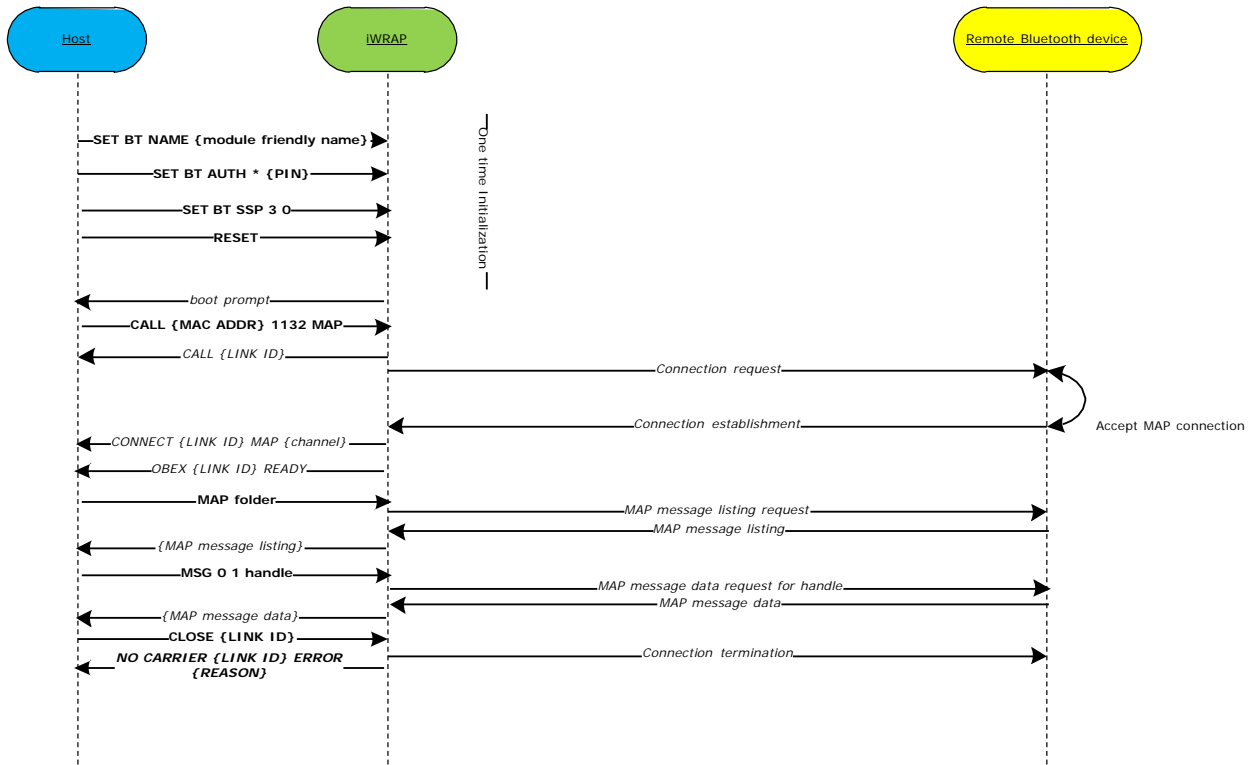 Host
iWRAP
Remote Bluetooth device
SET BT NAME {module friendly name}
One time Initialization
SET BT AUTH * {PIN}
SET BT SSP 3 0
RESET
boot prompt
CALL {MAC ADDR} 1132 MAP
CALL {LINK ID}
Connection request
Connection establishment
Accept MAP connection
CONNECT {LINK ID} MAP {channel}
OBEX {LINK ID} READY
MAP folder
MAP message listing request
MAP message listing
{MAP message listing}
MSG 0 1 handle
MAP message data request for handle
MAP message data
{MAP message data}
CLOSE {LINK ID}
Connection termination
NO CARRIER {LINK ID} ERROR
{REASON}